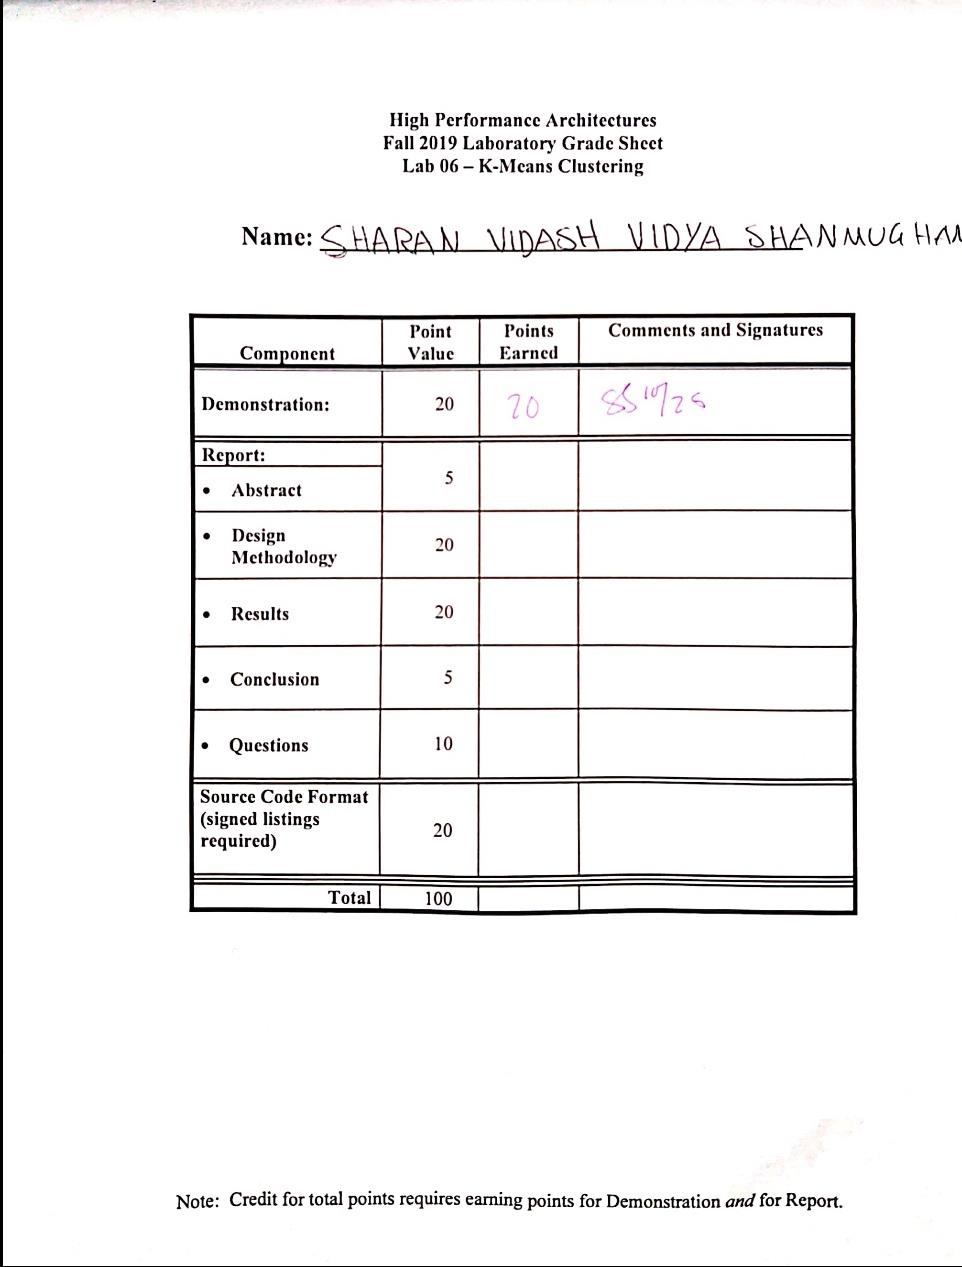 High Performance Architectures
Fall 2019 Laboratory Grade Sheet
Lab 06 – K-Means Clustering
Name: SHARAN VIDASH VIDYA SHANMUGHAM
Component Point Value Points Earned Comments and Signatures
Demonstration: 20 20 SS 10/25
Report:
• Abstract 5
• Design Methodology 20
• Results 20
• Conclusion 5
• Questions 10
Source Code Format (signed listings required) 20
Total 100
Note: Credit for total points requires earning points for Demonstration and for Report.